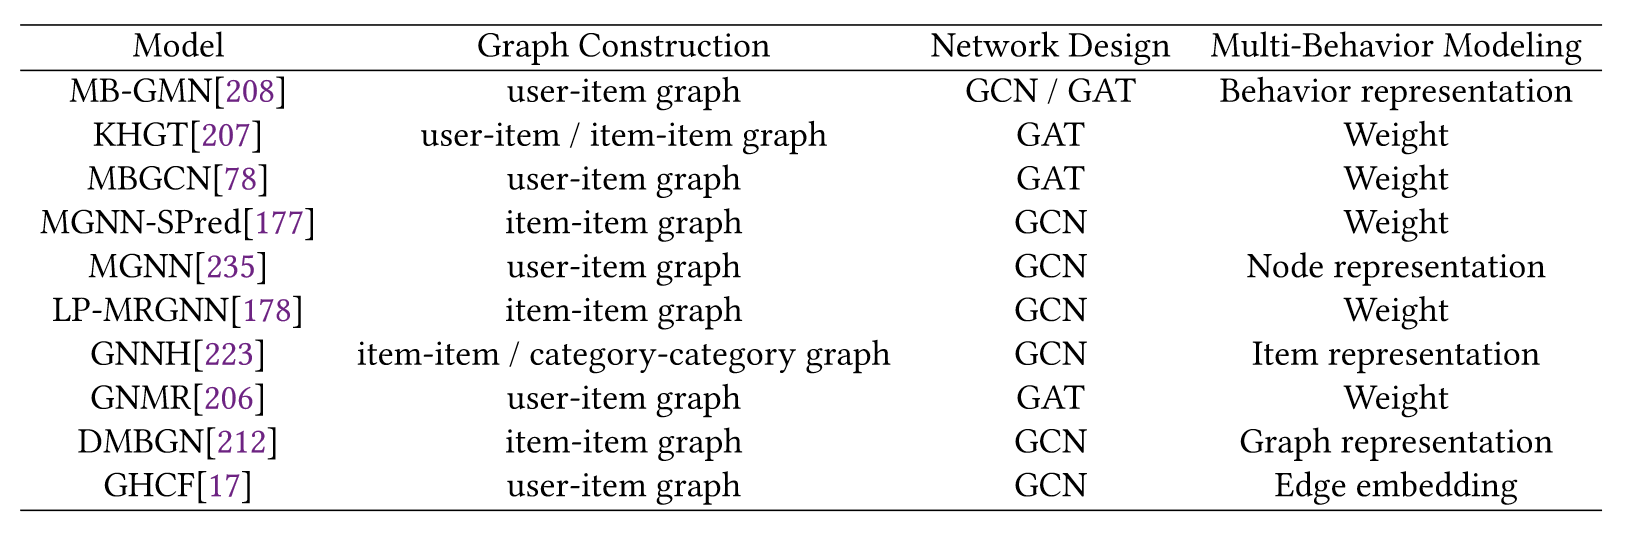 Model Graph Construction Network Design Multi-Behavior Modeling
MB-GMN[208] user-item graph GCN / GAT Behavior representation
KHGT[207] user-item / item-item graph GAT Weight
MBGCN[78] user-item graph GAT Weight
MGNN-SPred[177] item-item graph GCN Weight
MGNN[235] user-item graph GCN Node representation
LP-MRGNN[178] item-item graph GCN Weight
GNNH[223] item-item / category-category graph GCN Item representation
GNMR[206] user-item graph GAT Weight
DMBGN[212] item-item graph GCN Graph representation
GHCF[17] user-item graph GCN Edge embedding